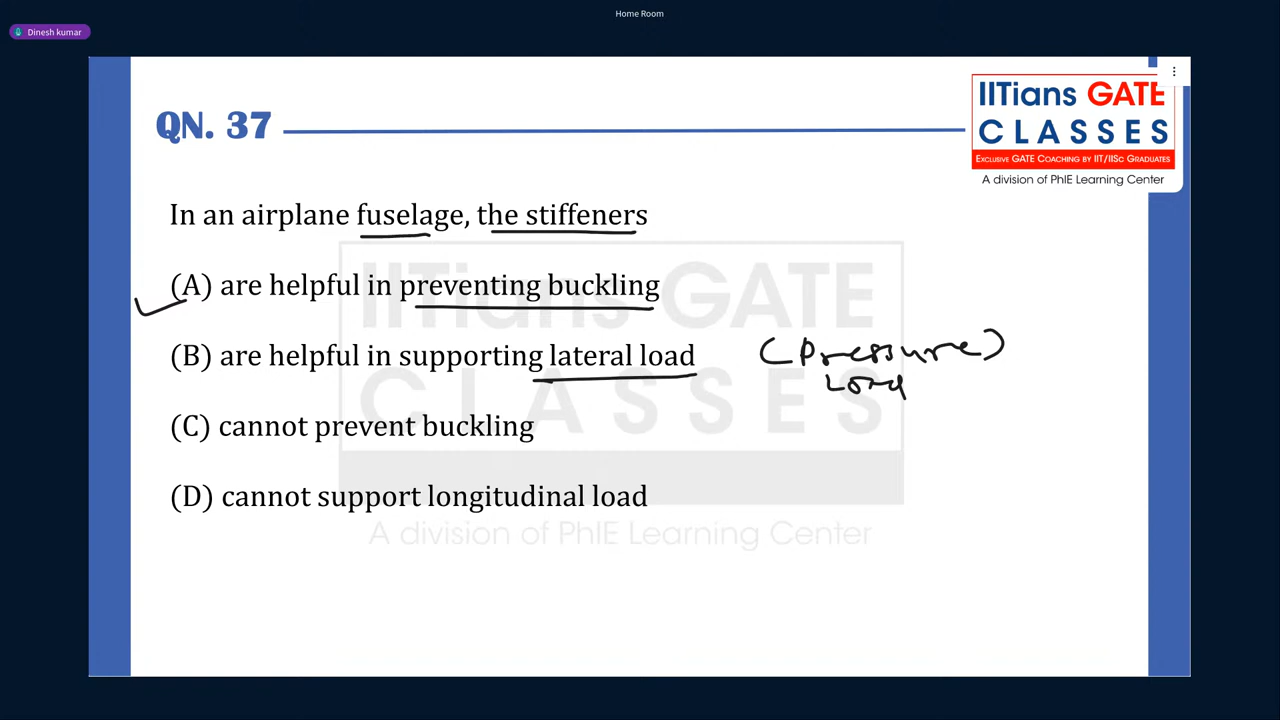 Home Room
Dinesh kumar
IITians GATE
CLASSES
EXCLUSIVE GATE COACHING BY IIT/IISc GRADUATES
A division of PhIE Learning Center
QN. 37
In an airplane fuselage, the stiffeners
(A) are helpful in preventing buckling
(B) are helpful in supporting lateral load (Pressure)
Load
(C) cannot prevent buckling
(D) cannot support longitudinal load
IITians GATE
CLASSES
A division of PhIE Learning Center